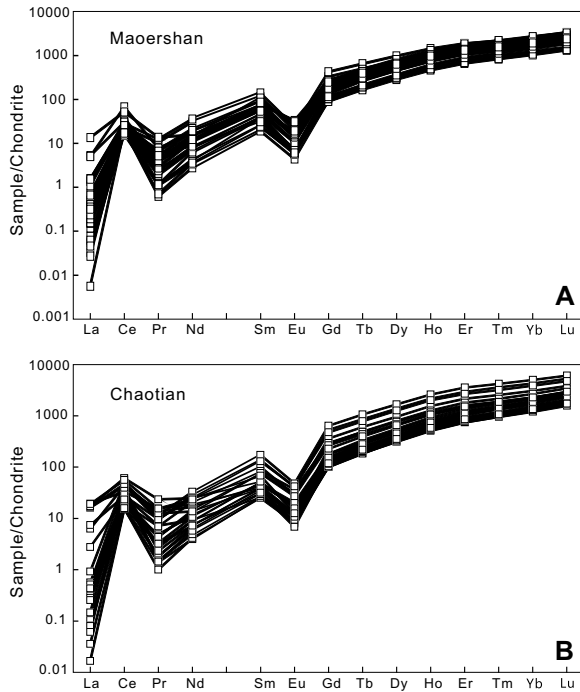 10000
Maoershan
1000
100
10
1
0.1
0.01
0.001
Sample/Chondrite
A
La Ce Pr Nd Sm Eu Gd Tb Dy Ho Er Tm Yb Lu
10000
Chaotian
1000
100
10
1
0.1
0.01
Sample/Chondrite
B
La Ce Pr Nd Sm Eu Gd Tb Dy Ho Er Tm Yb Lu